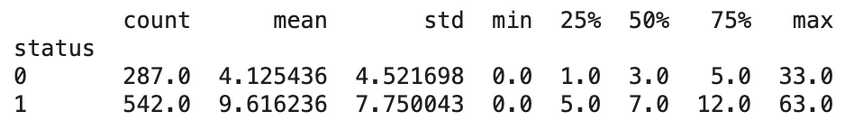 count mean std min 25% 50% 75% max
status
0 287.0 4.125436 4.521698 0.0 1.0 3.0 5.0 33.0
1 542.0 9.616236 7.750043 0.0 5.0 7.0 12.0 63.0